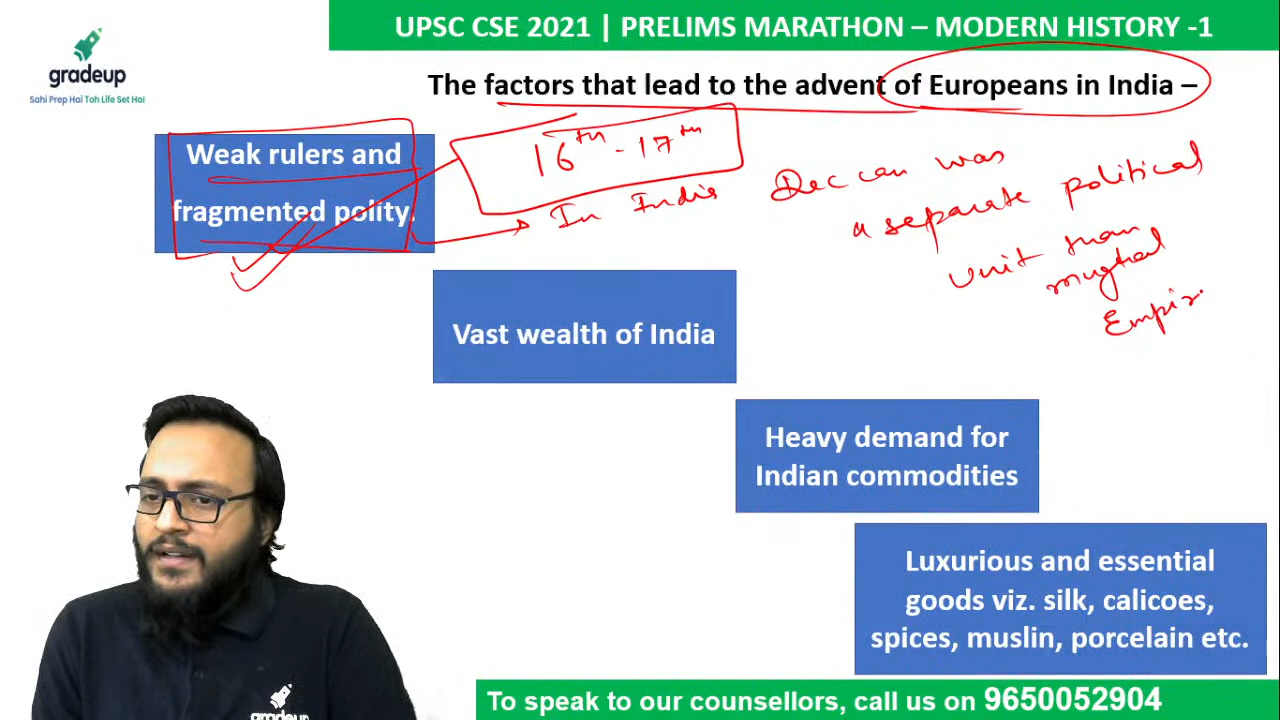 UPSC CSE 2021 | PRELIMS MARATHON – MODERN HISTORY -1
gradeup
Sahi Prep Hai Toh Life Set Hai
The factors that lead to the advent of Europeans in India –
Weak rulers and
fragmented polity.
16th - 17th
In India
Deccan was
a separate political
unit than
mughal
Empir
Vast wealth of India
Heavy demand for
Indian commodities
Luxurious and essential
goods viz. silk, calicoes,
spices, muslin, porcelain etc.
gradeup
To speak to our counsellors, call us on 9650052904